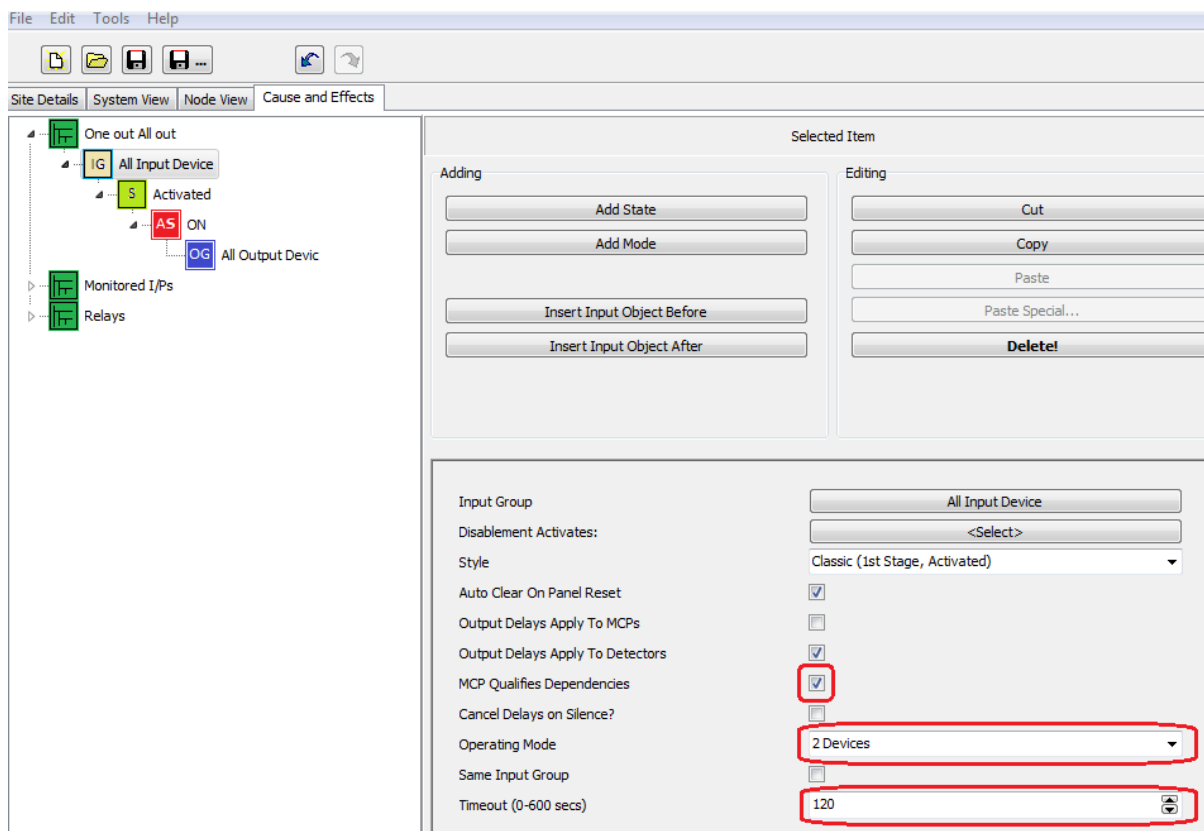 File Edit Tools Help
...
Site Details System View Node View Cause and Effects
One out All out
IG All Input Device
S Activated
AS ON
OG All Output Devic
Monitored I/Ps
Relays
Selected Item
Adding
Add State
Add Mode
Insert Input Object Before
Insert Input Object After
Editing
Cut
Copy
Paste
Paste Special...
Delete!
Input Group All Input Device
Disablement Activates: <Select>
Style Classic (1st Stage, Activated)
Auto Clear On Panel Reset
Output Delays Apply To MCPs
Output Delays Apply To Detectors
MCP Qualifies Dependencies
Cancel Delays on Silence?
Operating Mode 2 Devices
Same Input Group
Timeout (0-600 secs) 120